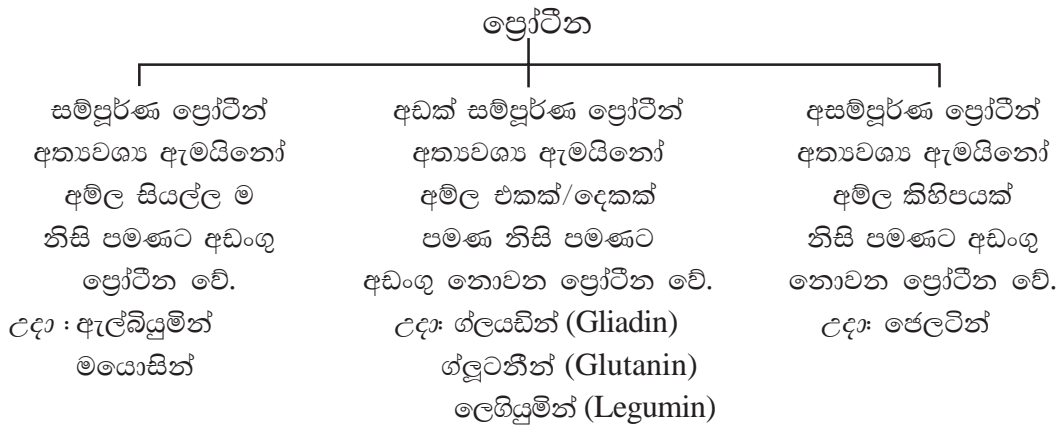 ප්‍රෝටීන
සම්පූර්ණ ප්‍රෝටීන්
අත්‍යවශ්‍ය ඇමයිනෝ
අම්ල සියල්ල ම
නිසි පමණට අඩංගු
ප්‍රෝටීන වේ.
උදා : ඇල්බියුමින්
මයොසින්
අඩක් සම්පූර්ණ ප්‍රෝටීන්
අත්‍යවශ්‍ය ඇමයිනෝ
අම්ල එකක්/දෙකක්
පමණ නිසි පමණට
අඩංගු නොවන ප්‍රෝටීන වේ.
උදා: ග්ලයඩින් (Gliadin)
ග්ලූටනීන් (Glutanin)
ලෙගියුමින් (Legumin)
අසම්පූර්ණ ප්‍රෝටීන්
අත්‍යවශ්‍ය ඇමයිනෝ
අම්ල කිහිපයක්
නිසි පමණට අඩංගු
නොවන ප්‍රෝටීන වේ.
උදා: ජෙලටින්